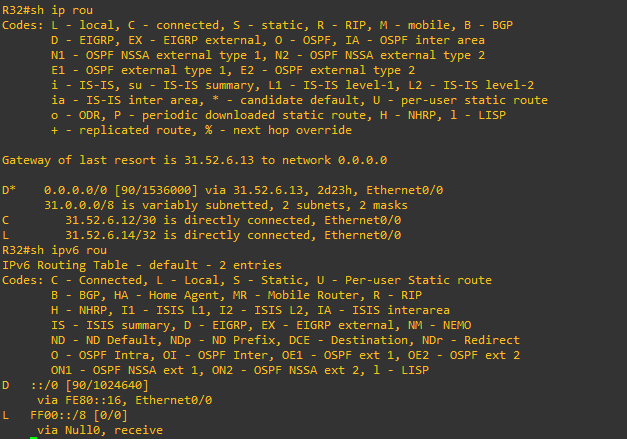 R32#sh ip rou
Codes: L - local, C - connected, S - static, R - RIP, M - mobile, B - BGP
D - EIGRP, EX - EIGRP external, O - OSPF, IA - OSPF inter area
N1 - OSPF NSSA external type 1, N2 - OSPF NSSA external type 2
E1 - OSPF external type 1, E2 - OSPF external type 2
i - IS-IS, su - IS-IS summary, L1 - IS-IS level-1, L2 - IS-IS level-2
ia - IS-IS inter area, * - candidate default, U - per-user static route
o - ODR, P - periodic downloaded static route, H - NHRP, l - LISP
+ - replicated route, % - next hop override
Gateway of last resort is 31.52.6.13 to network 0.0.0.0
D* 0.0.0.0/0 [90/1536000] via 31.52.6.13, 2d23h, Ethernet0/0
31.0.0.0/8 is variably subnetted, 2 subnets, 2 masks
C 31.52.6.12/30 is directly connected, Ethernet0/0
L 31.52.6.14/32 is directly connected, Ethernet0/0
R32#sh ipv6 rou
IPv6 Routing Table - default - 2 entries
Codes: C - Connected, L - Local, S - Static, U - Per-user Static route
B - BGP, HA - Home Agent, MR - Mobile Router, R - RIP
H - NHRP, I1 - ISIS L1, I2 - ISIS L2, IA - ISIS interarea
IS - ISIS summary, D - EIGRP, EX - EIGRP external, NM - NEMO
ND - ND Default, NDp - ND Prefix, DCE - Destination, NDr - Redirect
O - OSPF Intra, OI - OSPF Inter, OE1 - OSPF ext 1, OE2 - OSPF ext 2
ON1 - OSPF NSSA ext 1, ON2 - OSPF NSSA ext 2, l - LISP
D ::/0 [90/1024640]
via FE80::16, Ethernet0/0
L FF00::/8 [0/0]
via Null0, receive